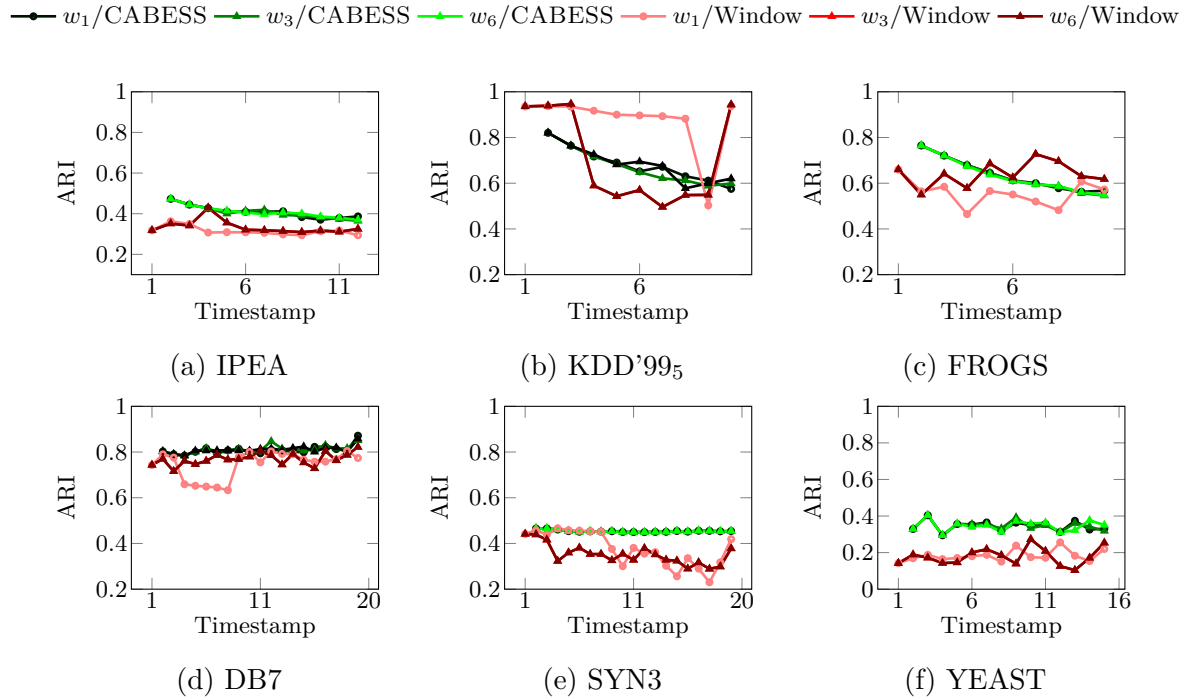 w₁/CABESS w₃/CABESS w₆/CABESS w₁/Window w₃/Window w₆/Window
1
0.8
0.6
0.4
0.2
ARI
1 6 11
Timestamp
(a) IPEA
1
0.8
0.6
0.4
0.2
ARI
1 6
Timestamp
(b) KDD'99₅
1
0.8
0.6
0.4
0.2
ARI
1 6
Timestamp
(c) FROGS
1
0.8
0.6
0.4
0.2
ARI
1 11 20
Timestamp
(d) DB7
1
0.8
0.6
0.4
0.2
ARI
1 11 20
Timestamp
(e) SYN3
1
0.8
0.6
0.4
0.2
0
ARI
1 6 11 16
Timestamp
(f) YEAST